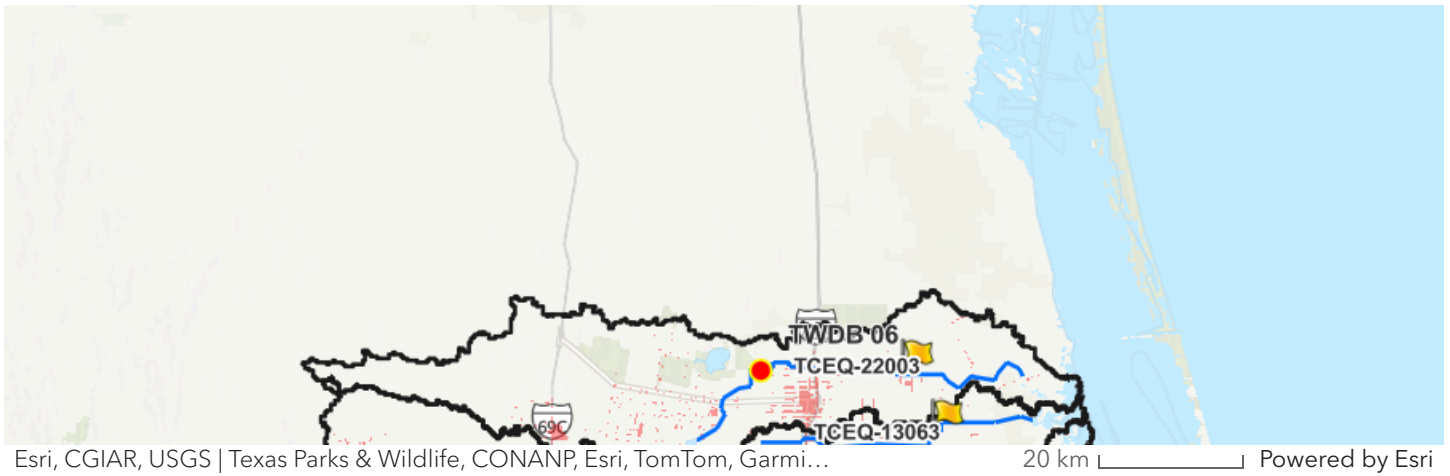 TWDB 06
TCEQ-22003
69C
TCEQ-13063
Esri, CGIAR, USGS | Texas Parks & Wildlife, CONANP, Esri, TomTom, Garmi...
20 km
Powered by Esri